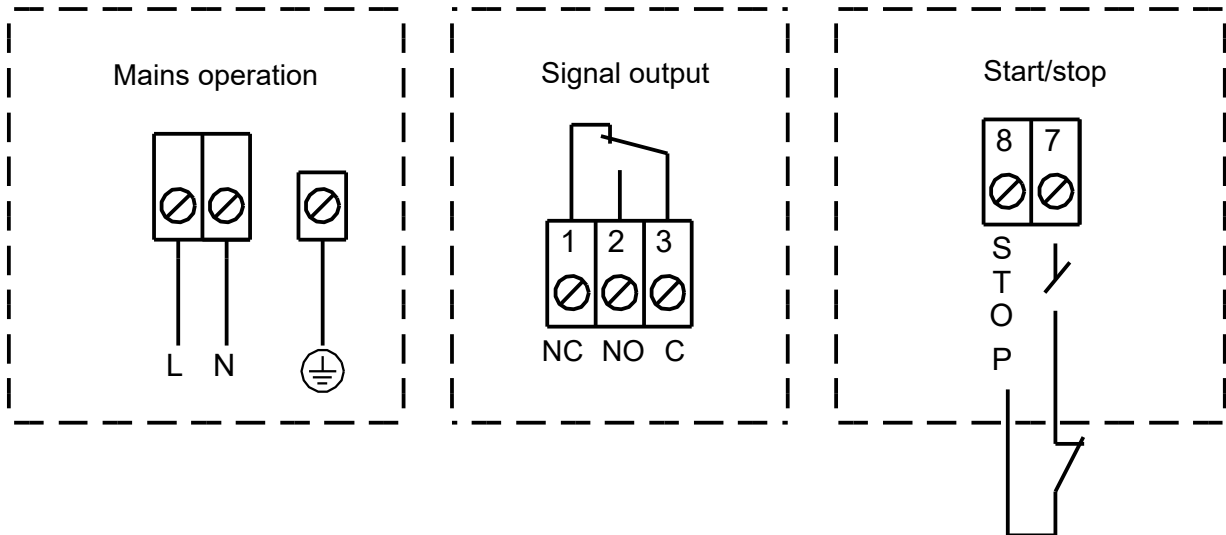 Mains operation
L N
Signal output
1 2 3
NC NO C
Start/stop
8 7
S
T
O
P